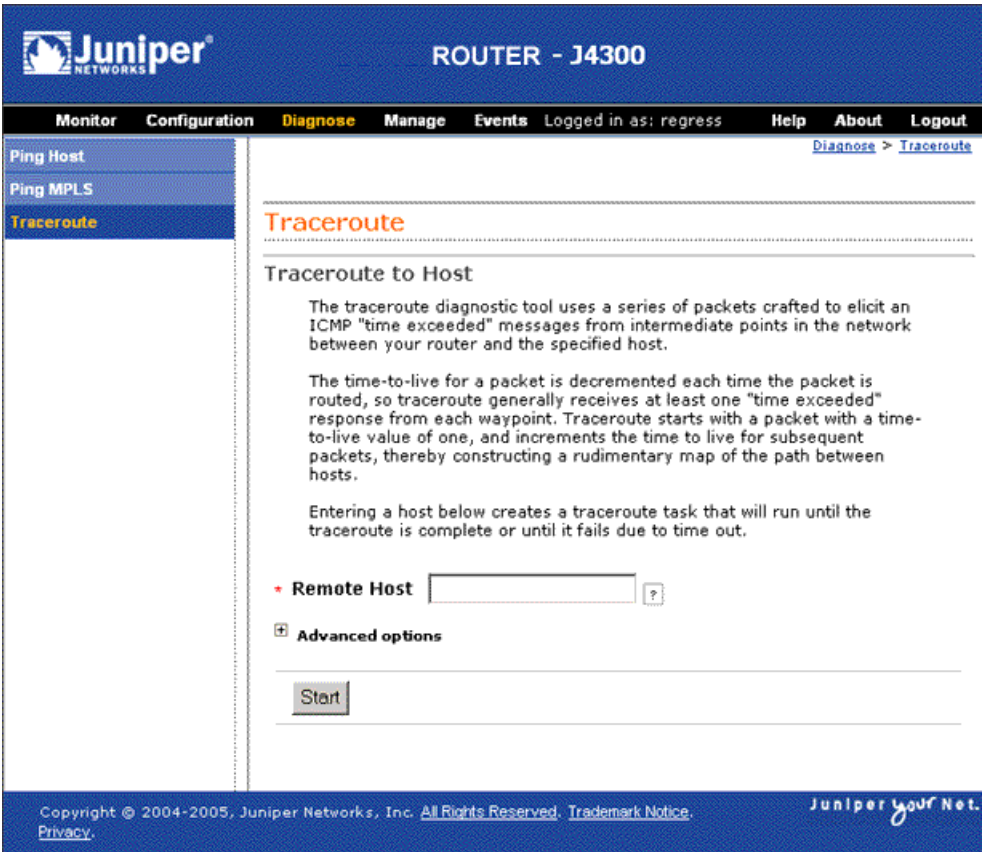 Juniper®
NETWORKS
ROUTER - J4300
Monitor Configuration Diagnose Manage Events Logged in as: regress Help About Logout
Diagnose > Traceroute
Ping Host
Ping MPLS
Traceroute
Traceroute
Traceroute to Host
The traceroute diagnostic tool uses a series of packets crafted to elicit an
ICMP "time exceeded" messages from intermediate points in the network
between your router and the specified host.
The time-to-live for a packet is decremented each time the packet is
routed, so traceroute generally receives at least one "time exceeded"
response from each waypoint. Traceroute starts with a packet with a time-
to-live value of one, and increments the time to live for subsequent
packets, thereby constructing a rudimentary map of the path between
hosts.
Entering a host below creates a traceroute task that will run until the
traceroute is complete or until it fails due to time out.
* Remote Host ?
+ Advanced options
Start
Copyright © 2004-2005, Juniper Networks, Inc. All Rights Reserved. Trademark Notice.
Privacy.
Juniper your Net.